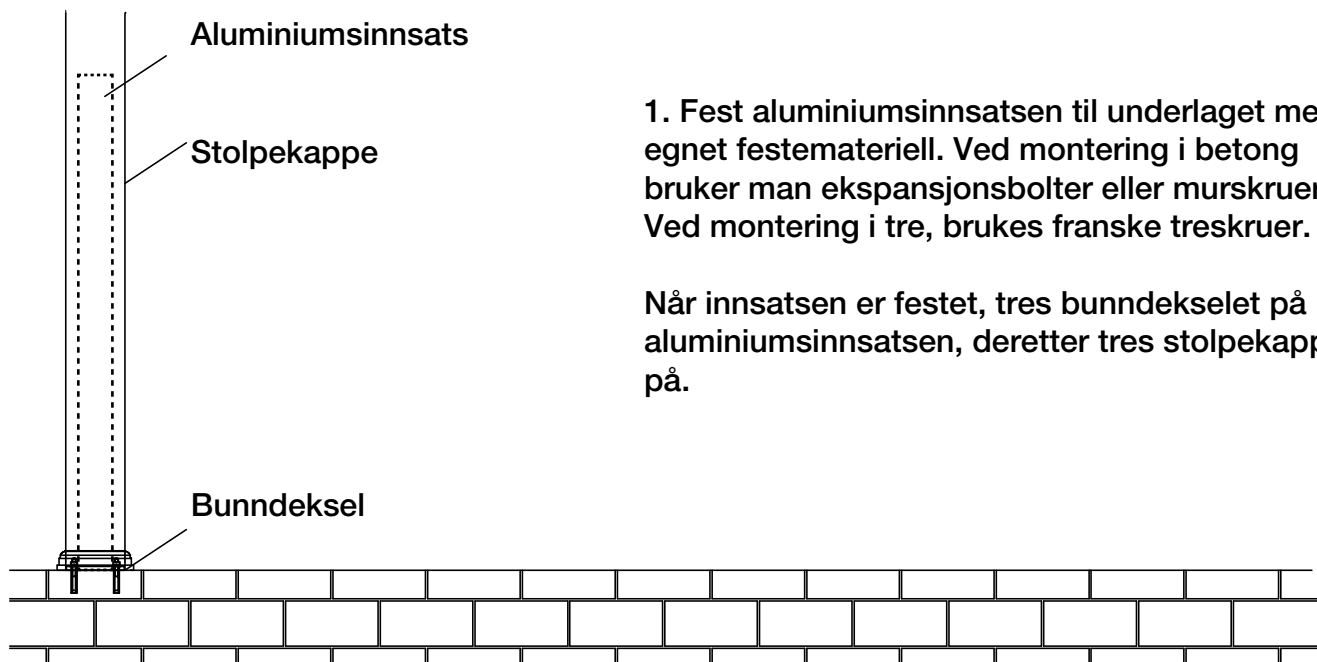 Aluminiumsinnsats
Stolpekappe
Bunndeksel
1. Fest aluminiumsinnsatsen til underlaget me
egnet festemateriell. Ved montering i betong
bruker man ekspansjonsbolter eller murskruer
Ved montering i tre, brukes franske treskruer.
Når innsatsen er festet, tres bunndekselet på
aluminiumsinnsatsen, deretter tres stolpekapp
på.